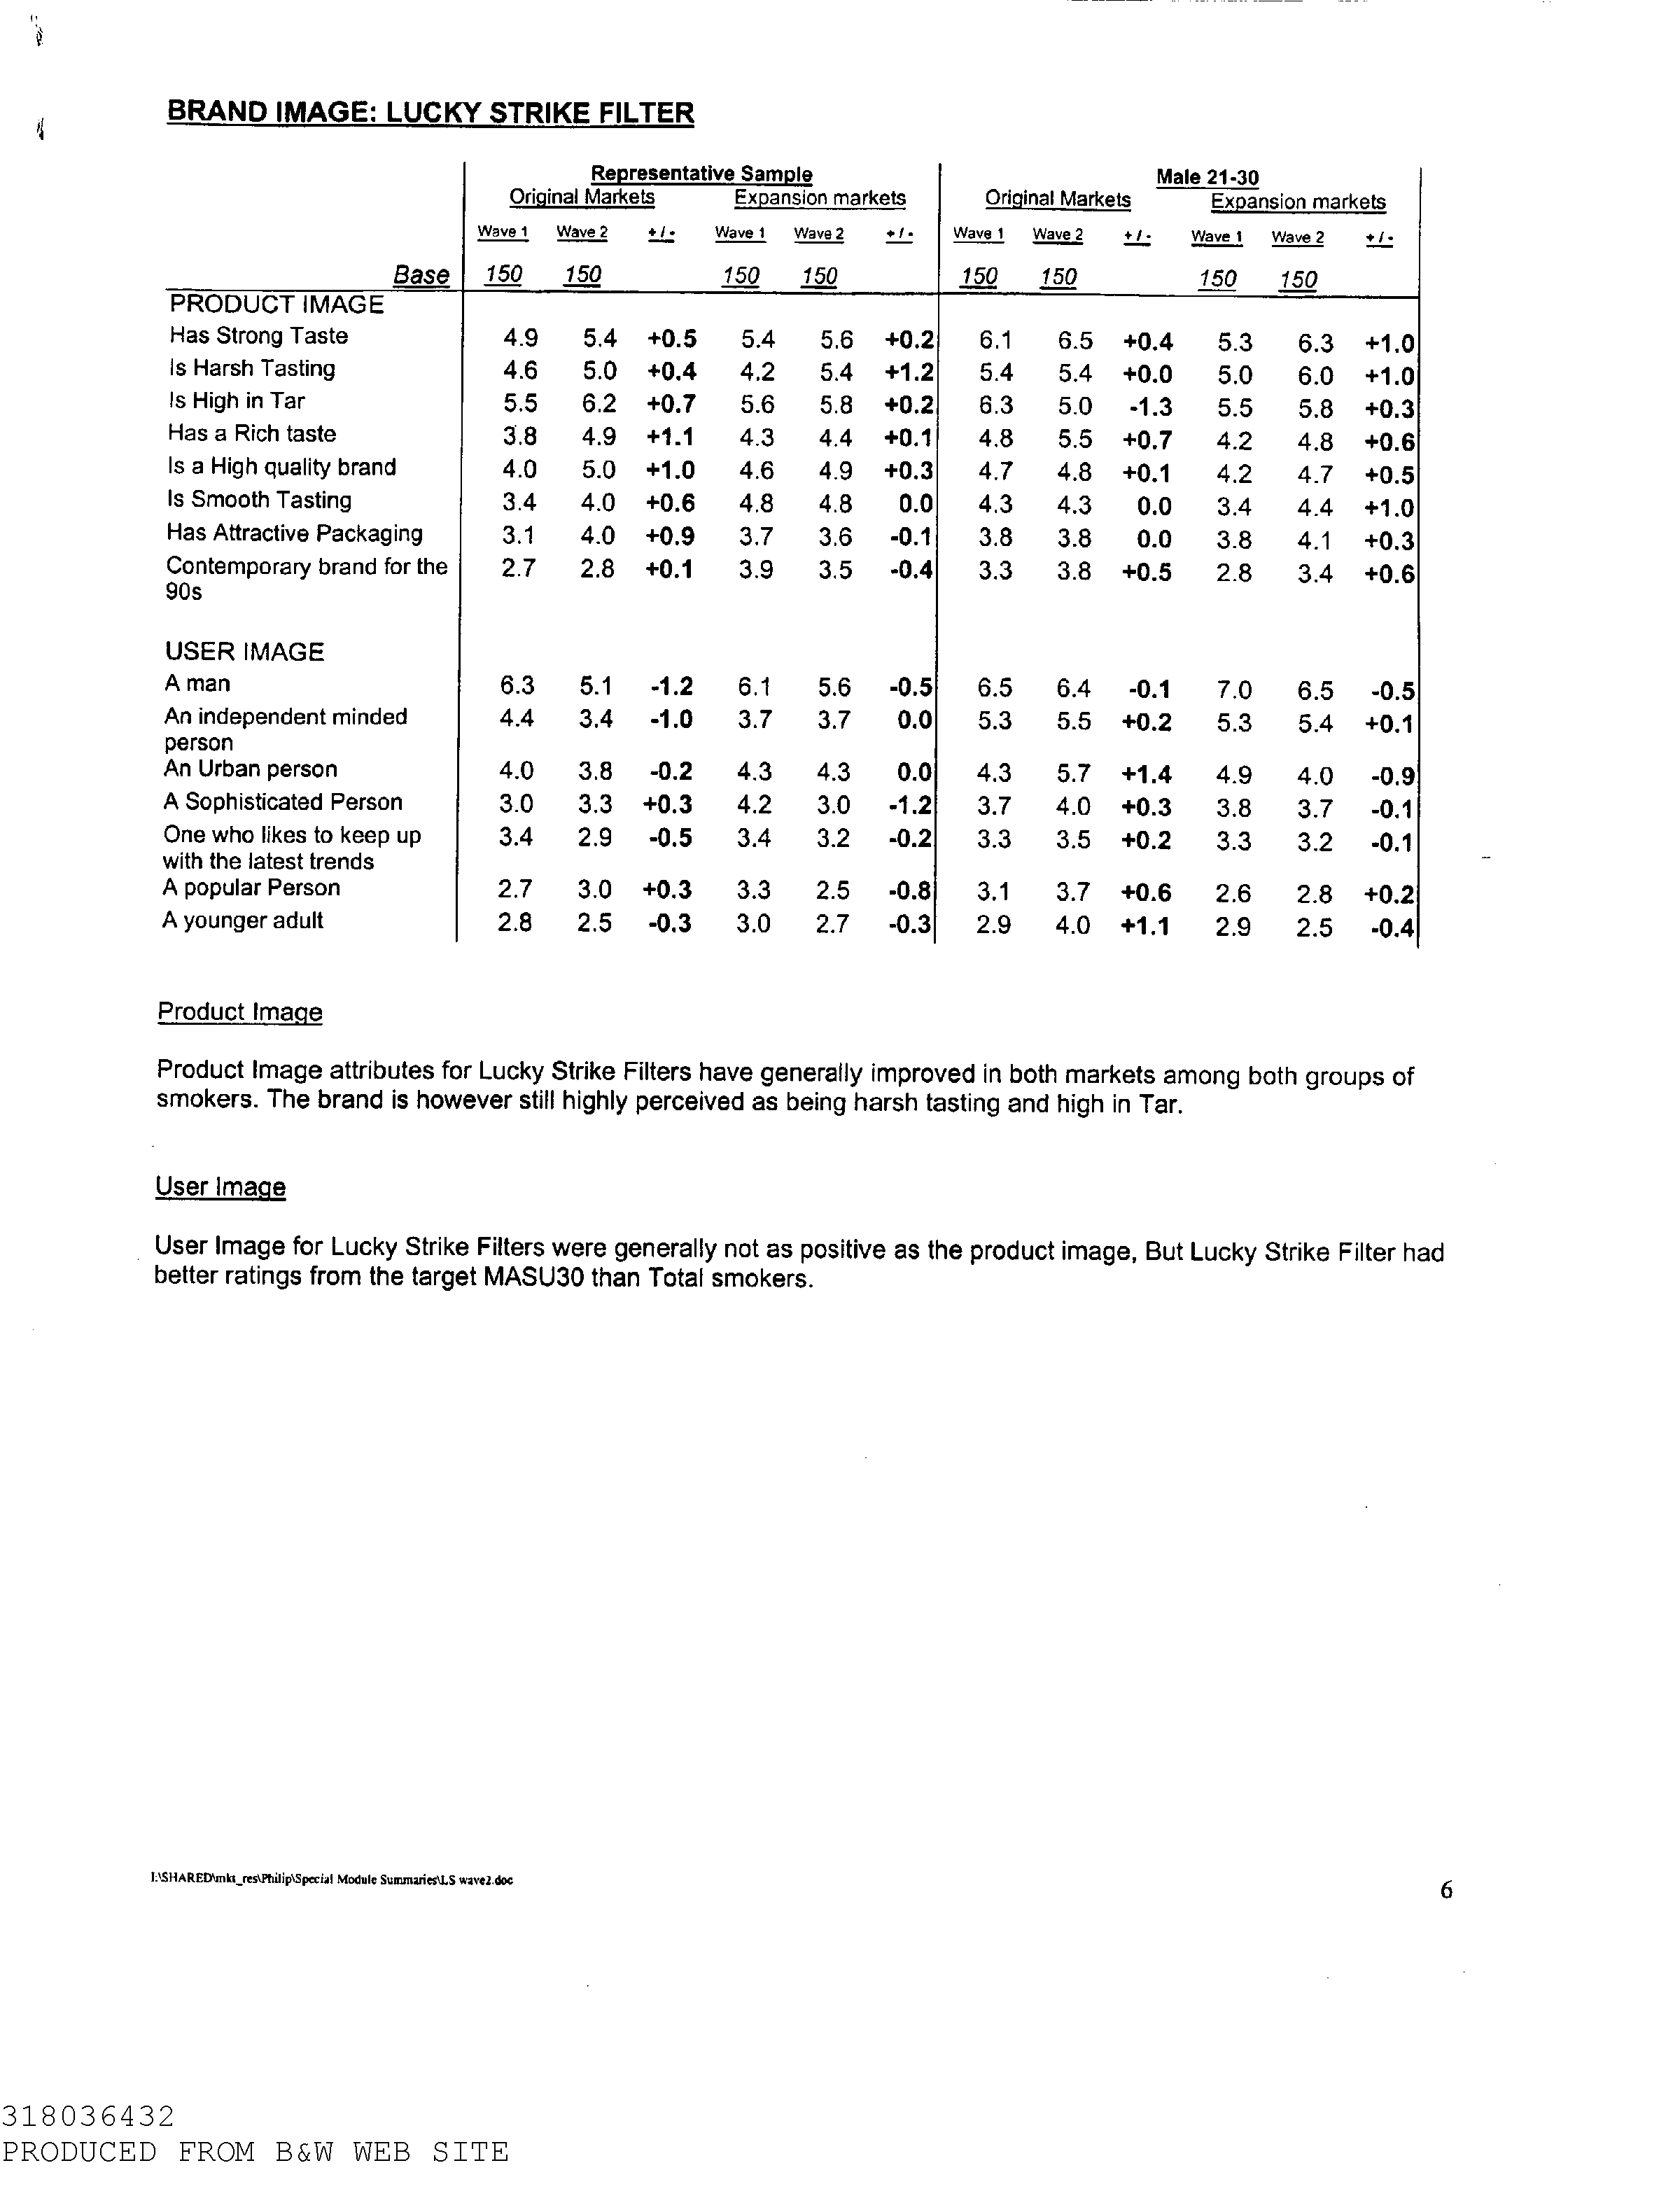 BRAND IMAGE: LUCKY STRIKE FILTER
Representative Sample Male 21-30
Original Markets Expansion markets Original Markets Expansion markets
Wave 1 Wave 2 +/- Wave 1 Wave 2 +/- Wave 1 Wave 2 +/- Wave 1 Wave 2 +/-
Base 150 150 150 150 150 150 150 150
PRODUCT IMAGE
Has Strong Taste 4.9 5.4 +0.5 5.4 5.6 +0.2 6.1 6.5 +0.4 5.3 6.3 +1.0
Is Harsh Tasting 4.6 5.0 +0.4 4.2 5.4 +1.2 5.4 5.4 +0.0 5.0 6.0 +1.0
Is High in Tar 5.5 6.2 +0.7 5.6 5.8 +0.2 6.3 5.0 -1.3 5.5 5.8 +0.3
Has a Rich taste 3.8 4.9 +1.1 4.3 4.4 +0.1 4.8 5.5 +0.7 4.2 4.8 +0.6
Is a High quality brand 4.0 5.0 +1.0 4.6 4.9 +0.3 4.7 4.8 +0.1 4.2 4.7 +0.5
Is Smooth Tasting 3.4 4.0 +0.6 4.8 4.8 0.0 4.3 4.3 0.0 3.4 4.4 +1.0
Has Attractive Packaging 3.1 4.0 +0.9 3.7 3.6 -0.1 3.8 3.8 0.0 3.8 4.1 +0.3
Contemporary brand for the 2.7 2.8 +0.1 3.9 3.5 -0.4 3.3 3.8 +0.5 2.8 3.4 +0.6
90s
USER IMAGE
A man 6.3 5.1 -1.2 6.1 5.6 -0.5 6.5 6.4 -0.1 7.0 6.5 -0.5
An independent minded 4.4 3.4 -1.0 3.7 3.7 0.0 5.3 5.5 +0.2 5.3 5.4 +0.1
person
An Urban person 4.0 3.8 -0.2 4.3 4.3 0.0 4.3 5.7 +1.4 4.9 4.0 -0.9
A Sophisticated Person 3.0 3.3 +0.3 4.2 3.0 -1.2 3.7 4.0 +0.3 3.8 3.7 -0.1
One who likes to keep up 3.4 2.9 -0.5 3.4 3.2 -0.2 3.3 3.5 +0.2 3.3 3.2 -0.1
with the latest trends
A popular Person 2.7 3.0 +0.3 3.3 2.5 -0.8 3.1 3.7 +0.6 2.6 2.8 +0.2
A younger adult 2.8 2.5 -0.3 3.0 2.7 -0.3 2.9 4.0 +1.1 2.9 2.5 -0.4
Product Image
Product Image attributes for Lucky Strike Filters have generally improved in both markets among both groups of
smokers. The brand is however still highly perceived as being harsh tasting and high in Tar.
User Image
User Image for Lucky Strike Filters were generally not as positive as the product image, But Lucky Strike Filter had
better ratings from the target MASU30 than Total smokers.
I:\SHARED\mkt_res\Philip\Special Module Summaries\LS wave2.doc
6
318036432
PRODUCED FROM B&W WEB SITE